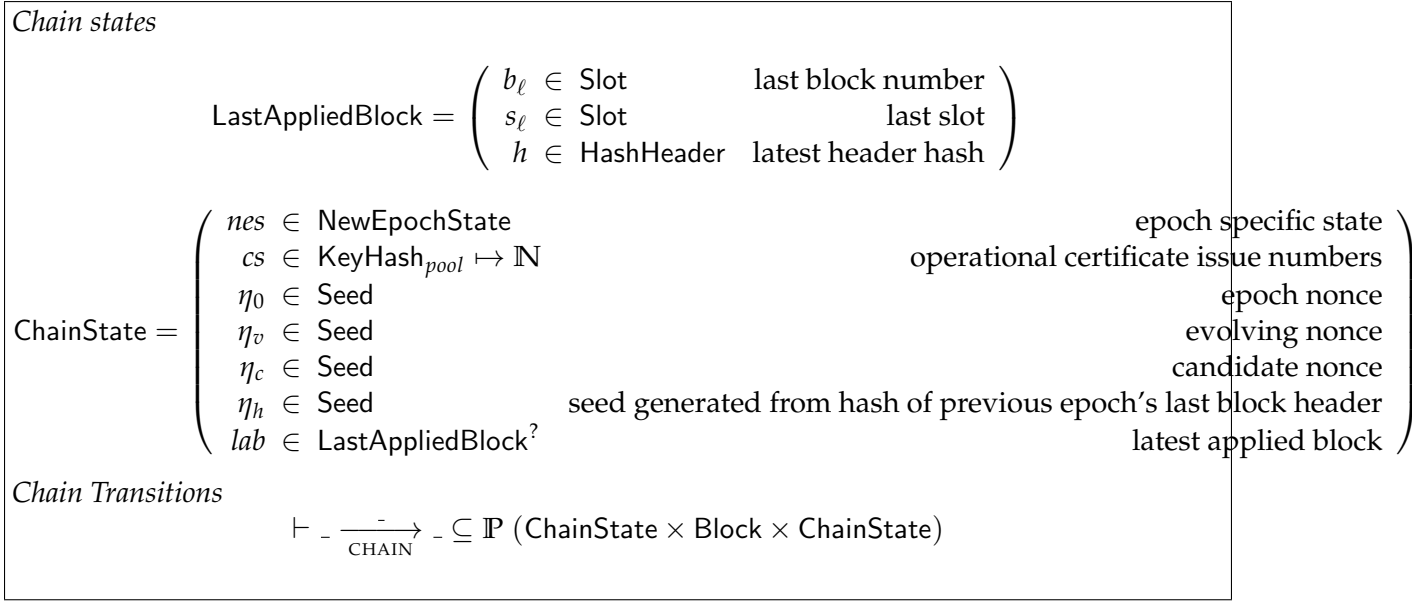 Chain states
LastAppliedBlock = ( b_ℓ ∈ Slot last block number
s_ℓ ∈ Slot last slot
h ∈ HashHeader latest header hash )
ChainState = ( nes ∈ NewEpochState epoch specific state
cs ∈ KeyHash_pool ↦ ℕ operational certificate issue numbers
η_0 ∈ Seed epoch nonce
η_v ∈ Seed evolving nonce
η_c ∈ Seed candidate nonce
η_h ∈ Seed seed generated from hash of previous epoch's last block header
lab ∈ LastAppliedBlock^? latest applied block )
Chain Transitions
⊢ _ —_→_CHAIN _ ⊆ ℙ (ChainState × Block × ChainState)